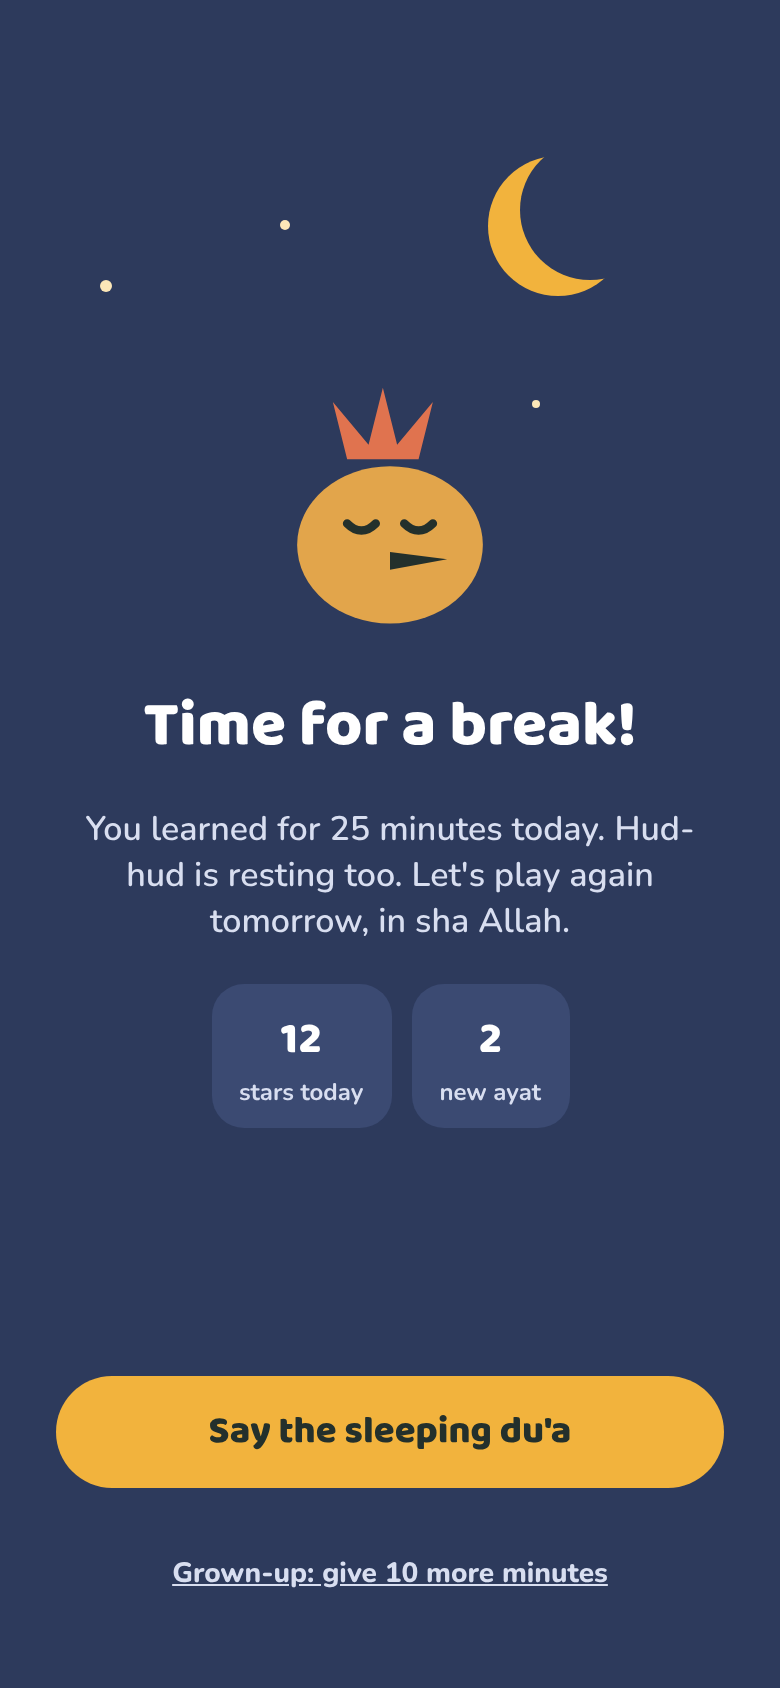 Time for a break!
You learned for 25 minutes today. Hud-
hud is resting too. Let's play again
tomorrow, in sha Allah.
12
stars today
2
new ayat
Say the sleeping du'a
Grown-up: give 10 more minutes